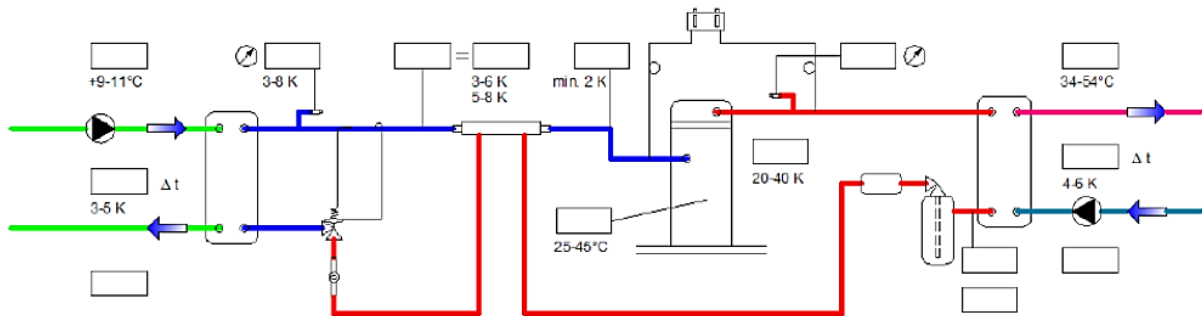 +9-11°C
3-8 K
=
3-6 K
5-8 K
min. 2 K
34-54°C
Δ t
3-5 K
20-40 K
Δ t
4-6 K
25-45°C